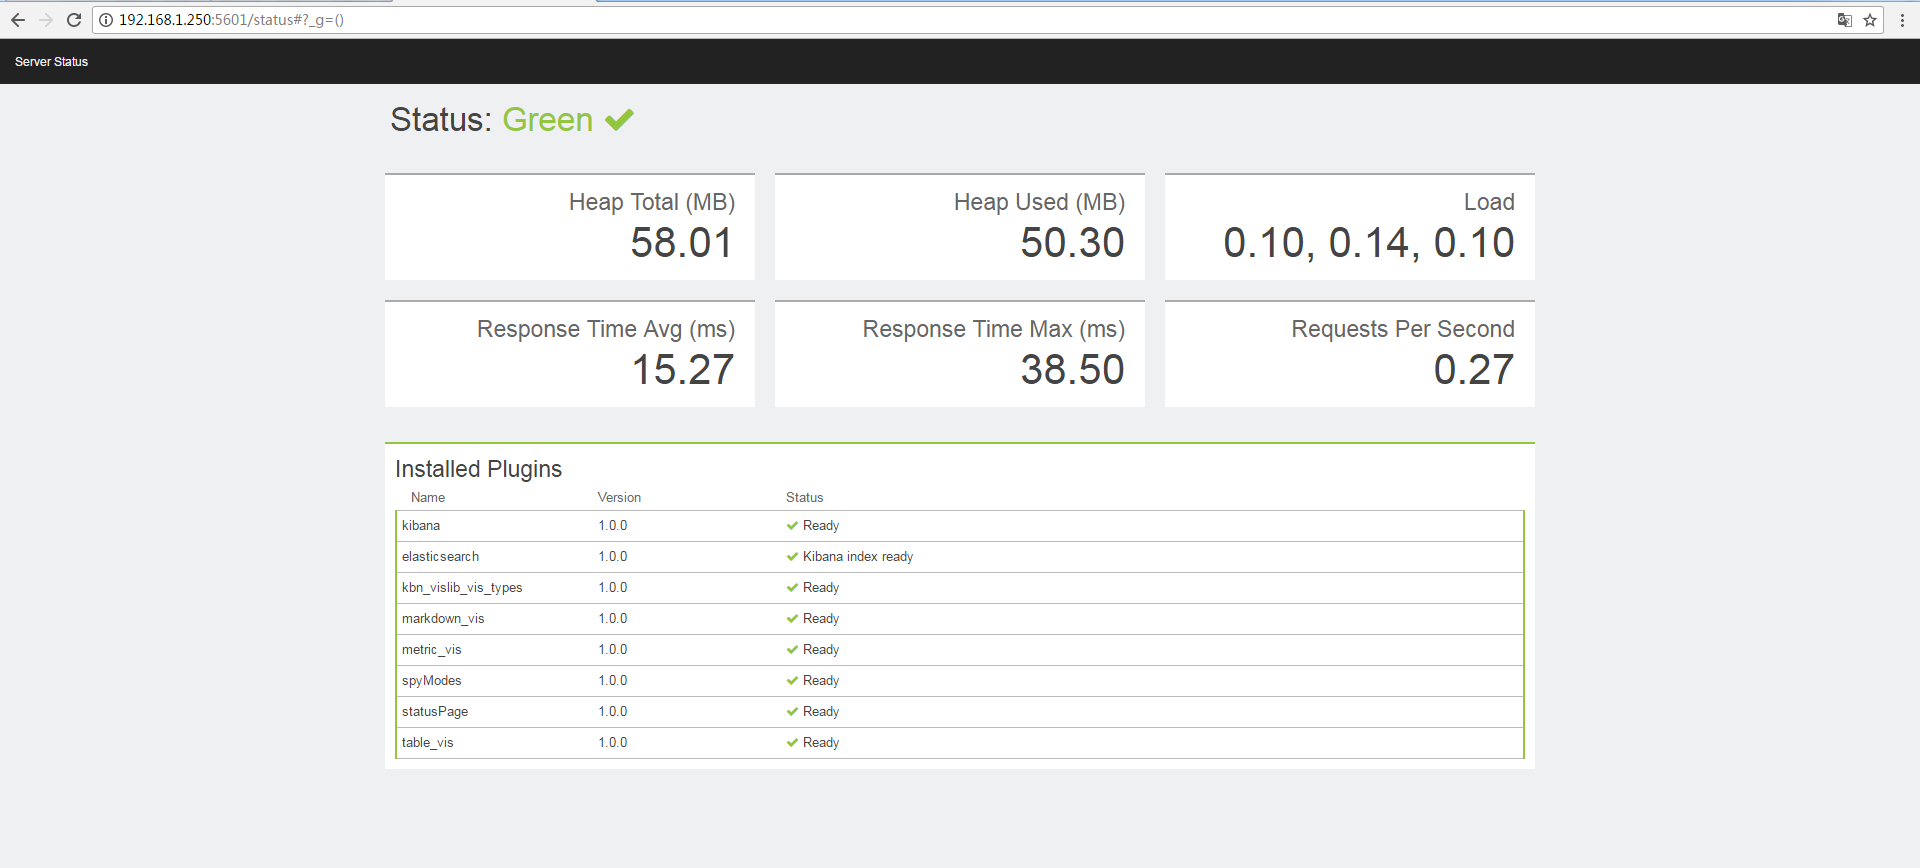 192.168.1.250:5601/status#?_g=()
Server Status
Status: Green
Heap Total (MB)
58.01
Heap Used (MB)
50.30
Load
0.10, 0.14, 0.10
Response Time Avg (ms)
15.27
Response Time Max (ms)
38.50
Requests Per Second
0.27
Installed Plugins
Name Version Status
kibana 1.0.0 Ready
elasticsearch 1.0.0 Kibana index ready
kbn_vislib_vis_types 1.0.0 Ready
markdown_vis 1.0.0 Ready
metric_vis 1.0.0 Ready
spyModes 1.0.0 Ready
statusPage 1.0.0 Ready
table_vis 1.0.0 Ready